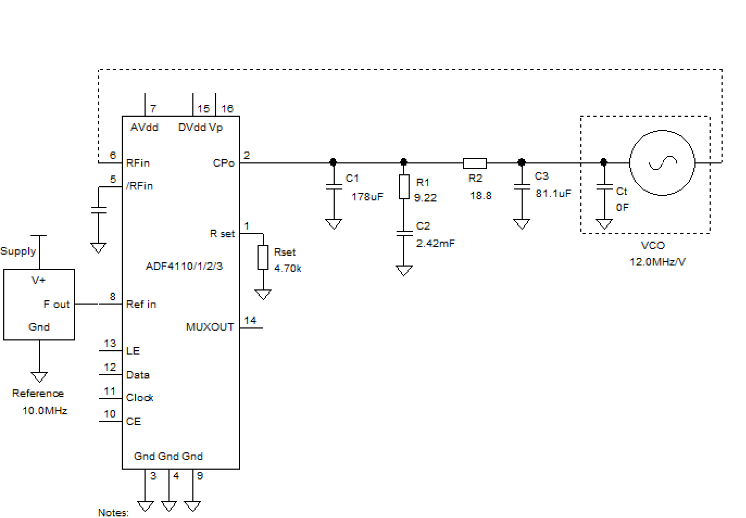 7
15
16
AVdd
DVdd Vp
6
RFin
CPo
2
5
/RFin
C1
178uF
R1
9.22
R2
18.8
C3
81.1uF
Ct
0F
C2
2.42mF
VCO
12.0MHz/V
R set
1
Rset
4.70k
Supply
ADF4110/1/2/3
V+
F out
8
Ref in
Gnd
MUXOUT
14
13
LE
12
Data
Reference
10.0MHz
11
Clock
10
CE
Gnd Gnd Gnd
3
4
9
Notes: